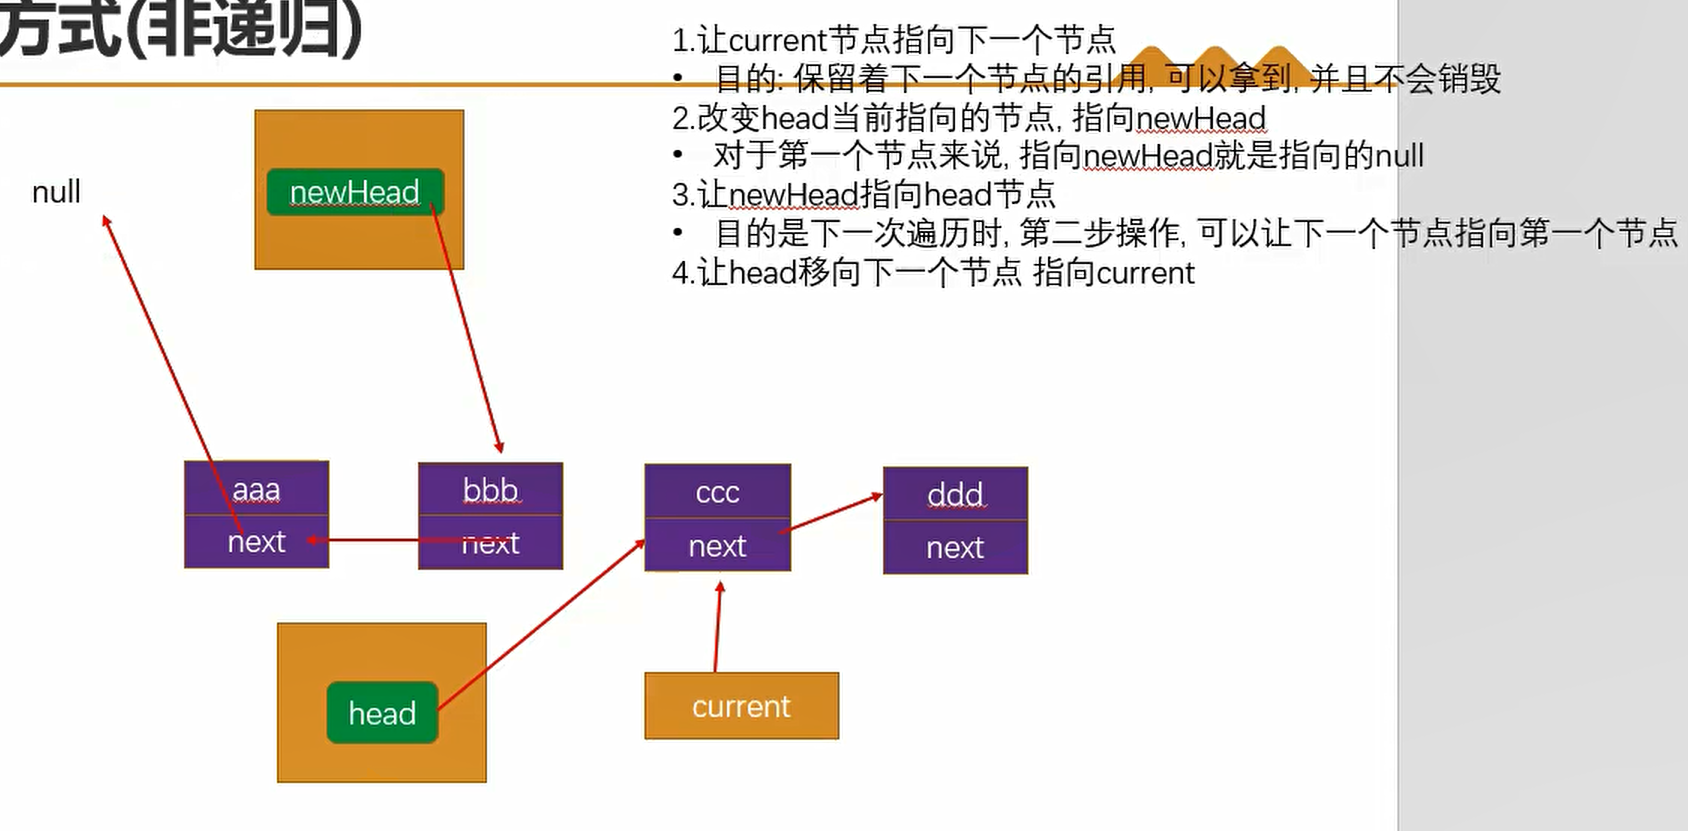 方式(非递归)
1.让current节点指向下一个节点
• 目的: 保留着下一个节点的引用, 可以拿到, 并且不会销毁
2.改变head当前指向的节点, 指向newHead
• 对于第一个节点来说, 指向newHead就是指向的null
3.让newHead指向head节点
• 目的是下一次遍历时, 第二步操作, 可以让下一个节点指向第一个节点
4.让head移向下一个节点 指向current
null
newHead
aaa
next
bbb
next
ccc
next
ddd
next
head
current